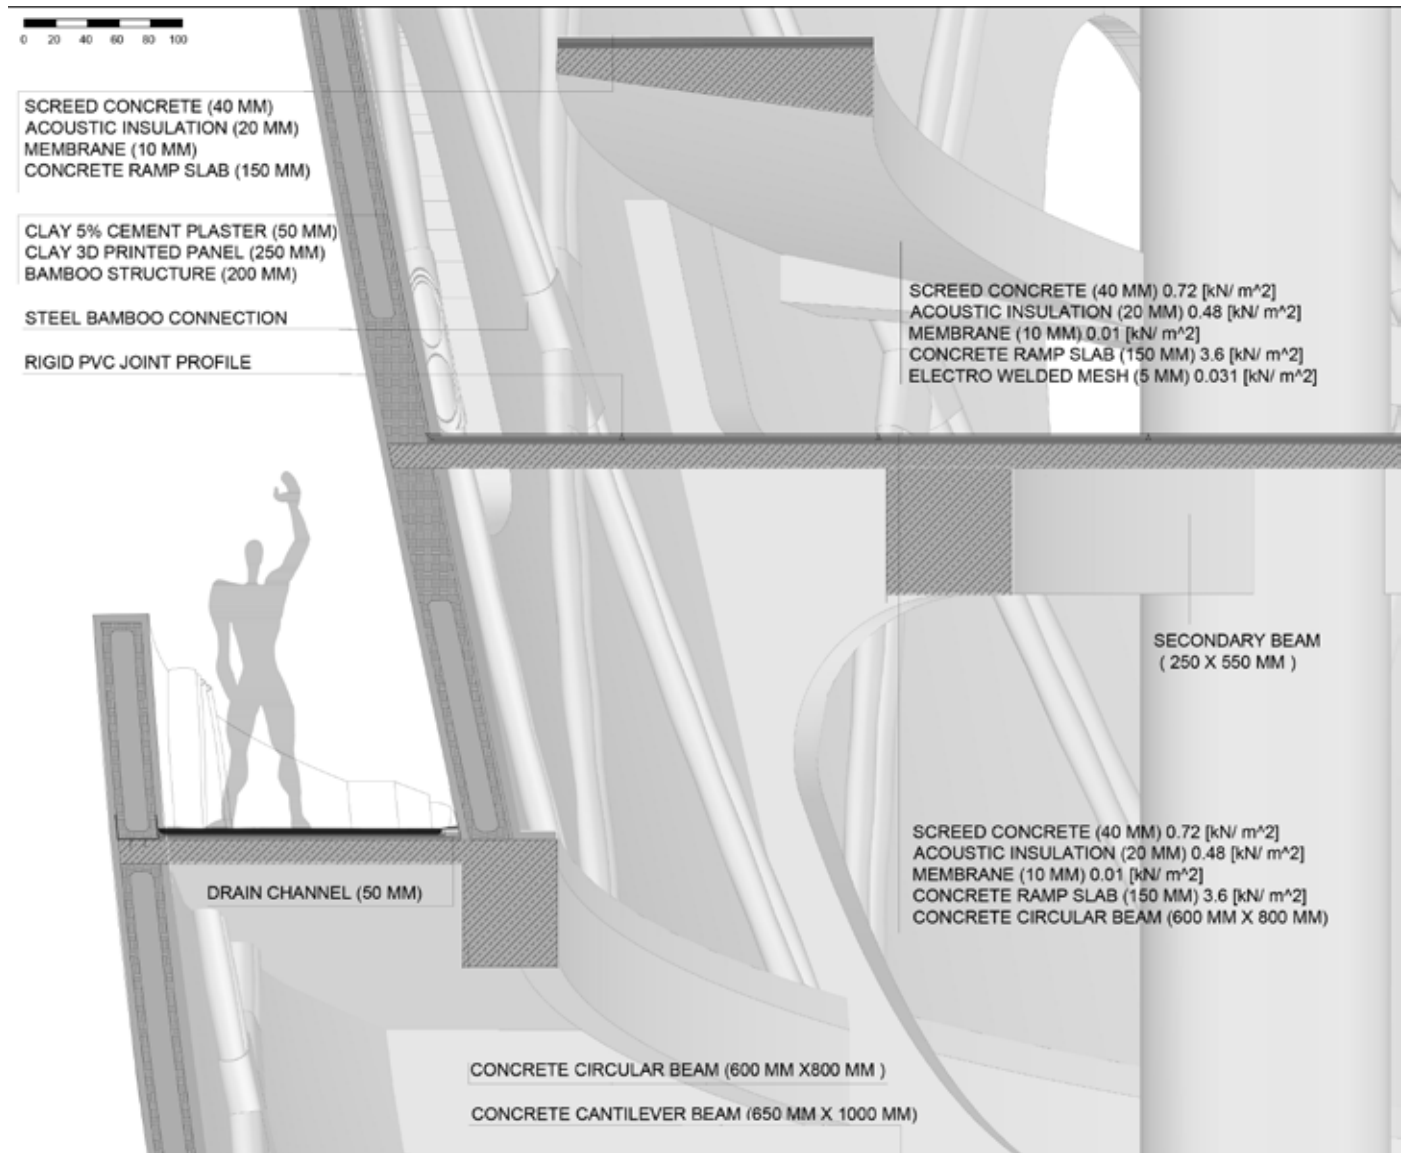 0 20 40 60 80 100
SCREED CONCRETE (40 MM)
ACOUSTIC INSULATION (20 MM)
MEMBRANE (10 MM)
CONCRETE RAMP SLAB (150 MM)
CLAY 5% CEMENT PLASTER (50 MM)
CLAY 3D PRINTED PANEL (250 MM)
BAMBOO STRUCTURE (200 MM)
STEEL BAMBOO CONNECTION
RIGID PVC JOINT PROFILE
SCREED CONCRETE (40 MM) 0.72 [kN/ m^2]
ACOUSTIC INSULATION (20 MM) 0.48 [kN/ m^2]
MEMBRANE (10 MM) 0.01 [kN/ m^2]
CONCRETE RAMP SLAB (150 MM) 3.6 [kN/ m^2]
ELECTRO WELDED MESH (5 MM) 0.031 [kN/ m^2]
SECONDARY BEAM
( 250 X 550 MM )
SCREED CONCRETE (40 MM) 0.72 [kN/ m^2]
ACOUSTIC INSULATION (20 MM) 0.48 [kN/ m^2]
MEMBRANE (10 MM) 0.01 [kN/ m^2]
CONCRETE RAMP SLAB (150 MM) 3.6 [kN/ m^2]
CONCRETE CIRCULAR BEAM (600 MM X 800 MM)
DRAIN CHANNEL (50 MM)
CONCRETE CIRCULAR BEAM (600 MM X800 MM )
CONCRETE CANTILEVER BEAM (650 MM X 1000 MM)